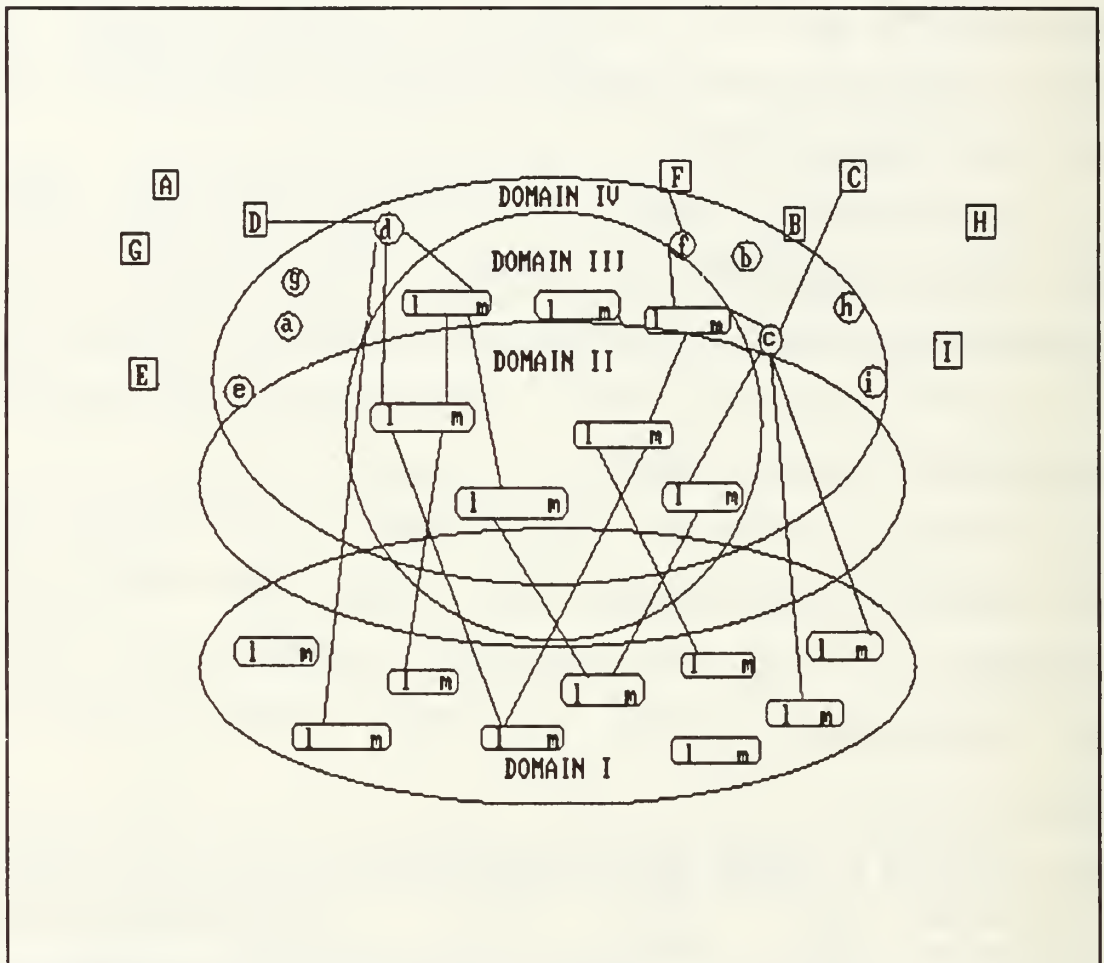 A
F
C
DOMAIN IV
D
d
B
H
G
f
b
DOMAIN III
g
l m
l m
h
l m
a
c
I
DOMAIN II
E
e
i
l m
l m
l m
l m
l m
l m
l m
l m
l m
l m
l m
l m
l m
DOMAIN I